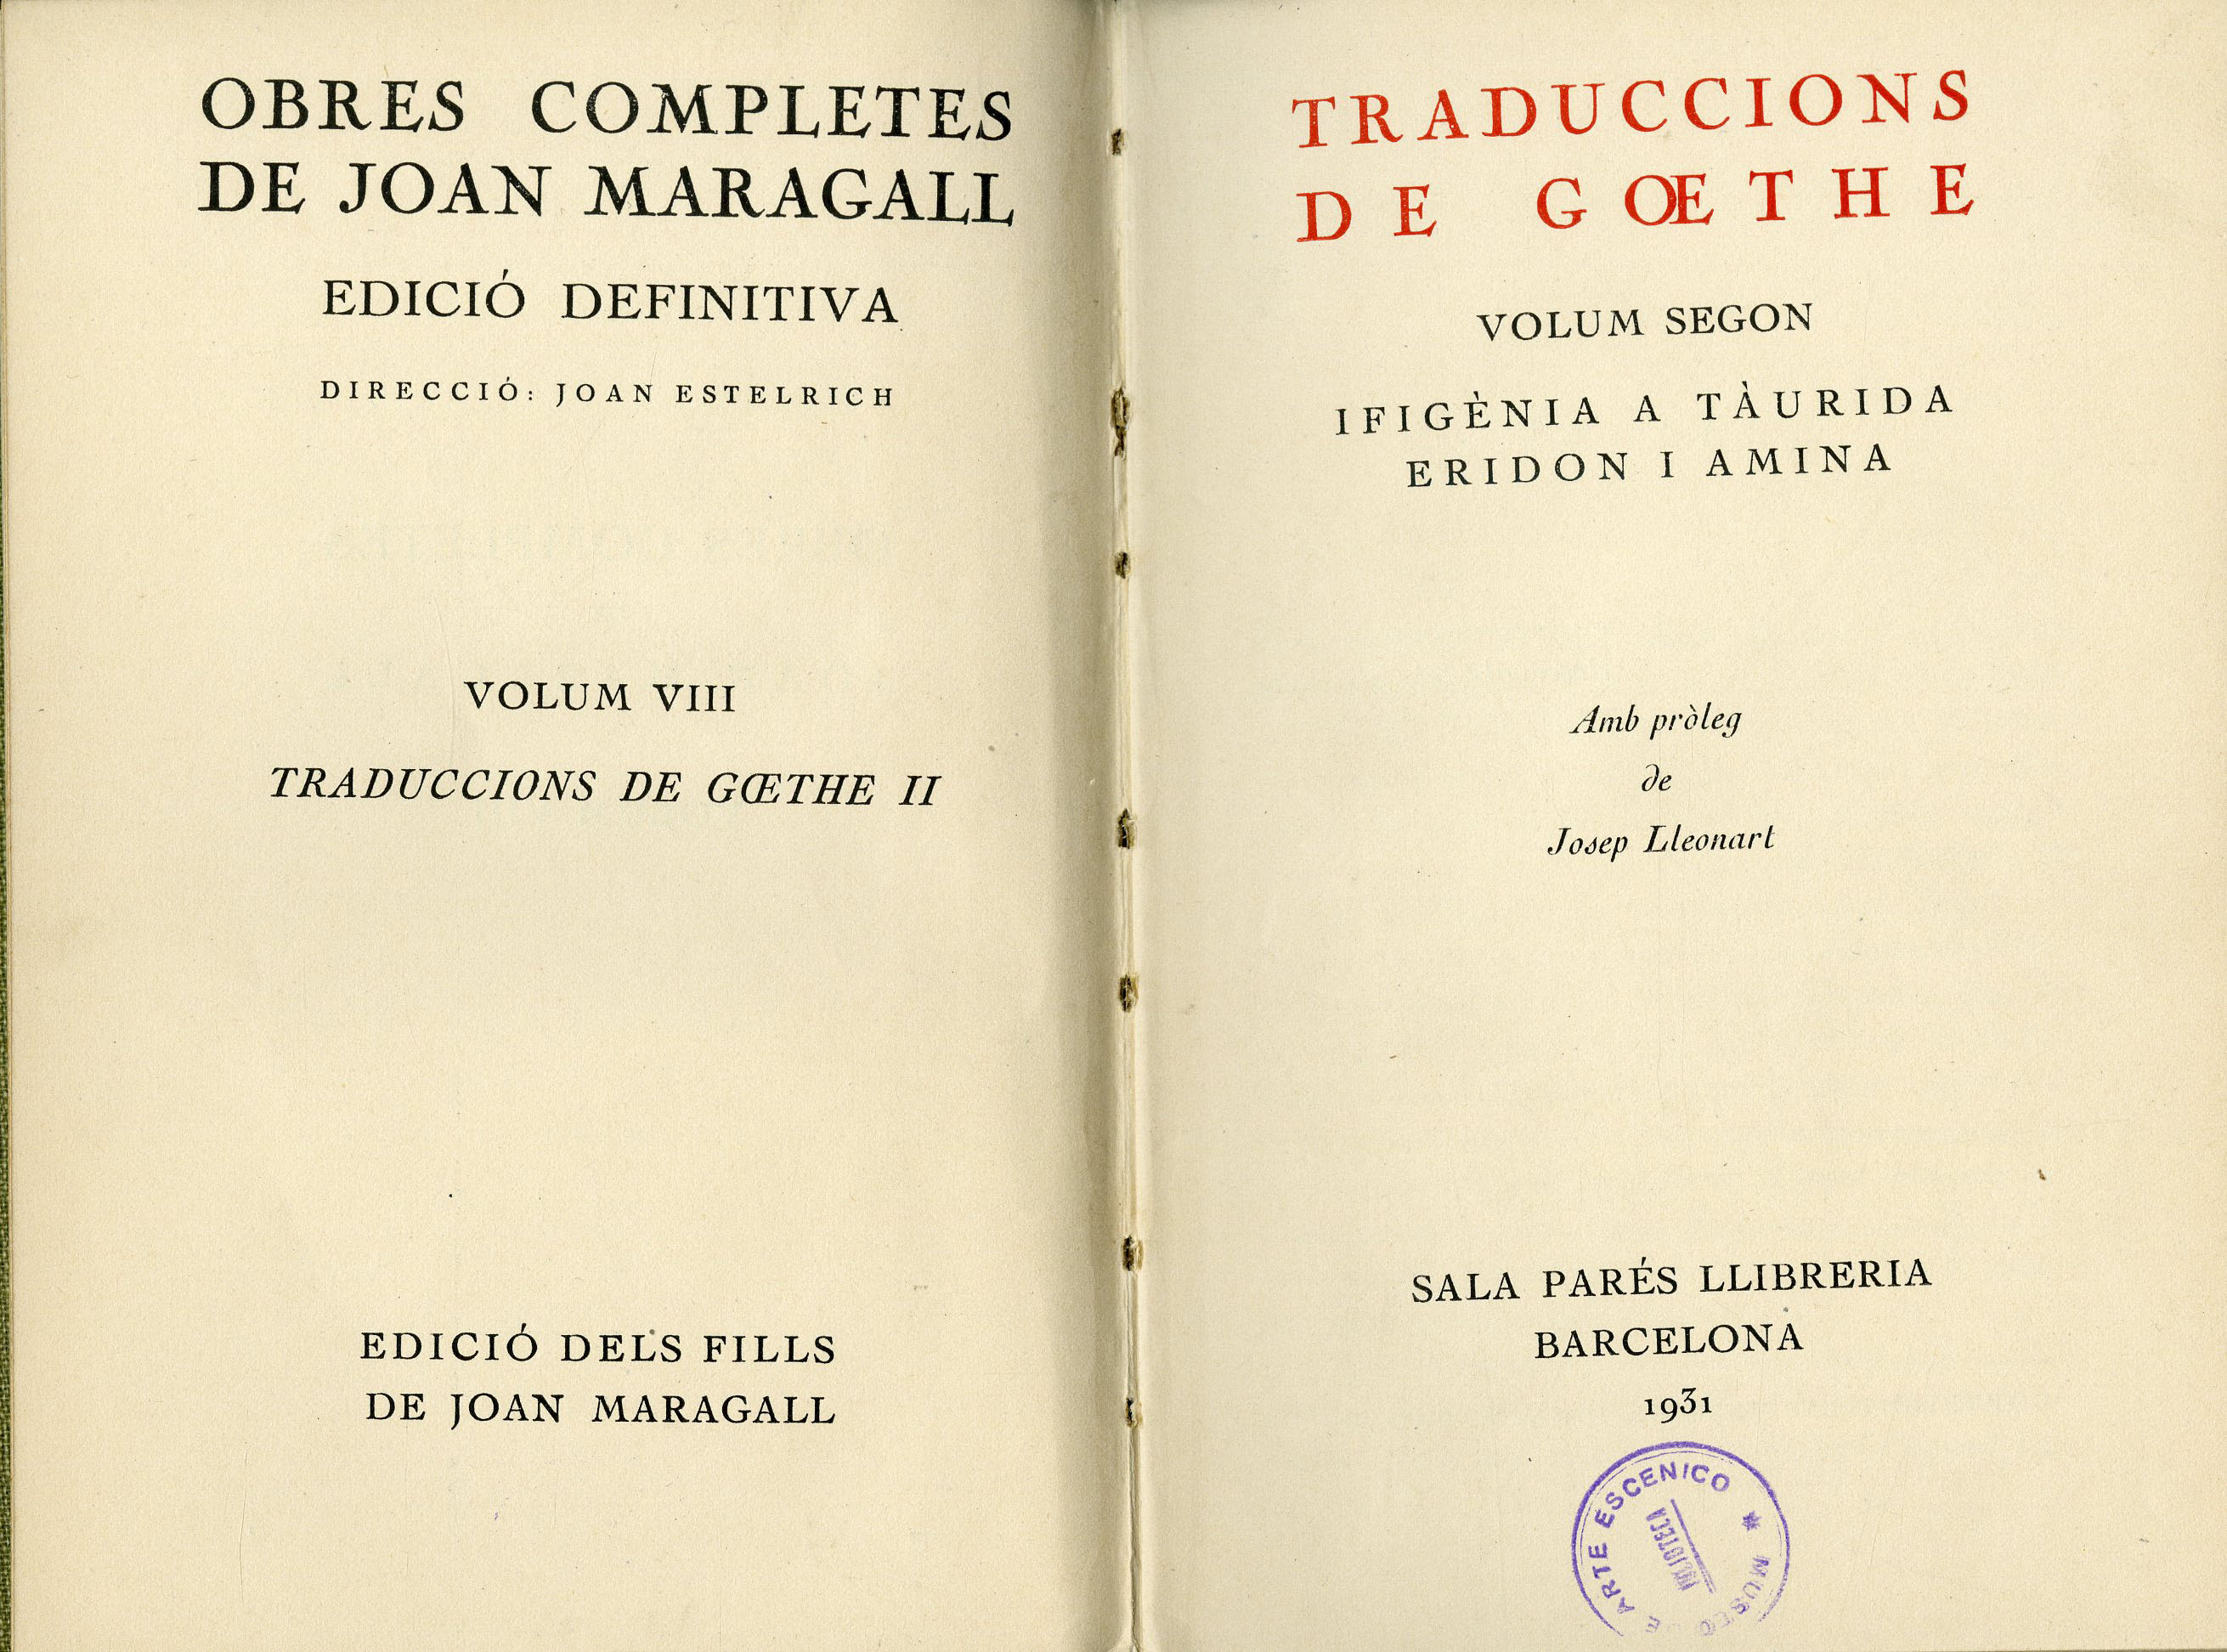 OBRES COMPLETES
DE JOAN MARAGALL
EDICIÓ DEFINITIVA
DIRECCIÓ: JOAN ESTELRICH
VOLUM VIII
TRADUCCIONS DE GŒTHE II
EDICIÓ DELS FILLS
DE JOAN MARAGALL
TRADUCCIONS
DE GŒTHE
VOLUM SEGON
IFIGÈNIA A TÀURIDA
ERIDON I AMINA
Amb pròleg
de
Josep Lleonart
SALA PARÉS LLIBRERIA
BARCELONA
1931
MUSEO DE ARTE ESCENICO *
BIBLIOTECA